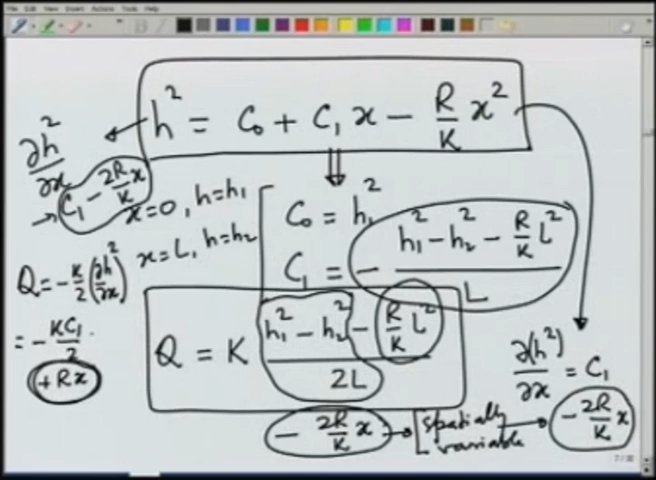 h² = C₀ + C₁ x − R/K x²
∂h²/∂x
→ C₁ − 2R/K x
x=0, h=h₁
x=L, h=h₂
C₀ = h₁²
C₁ = − (h₁² − h₂² − R/K L²)/L
Q = −K/2 (∂h²/∂x)
= − KC₁/2
+ Rx
Q = K (h₁² − h₂² − R/K L²)/2L
− 2R/K x → spatially variable →
∂(h²)/∂x = C₁
− 2R/K x